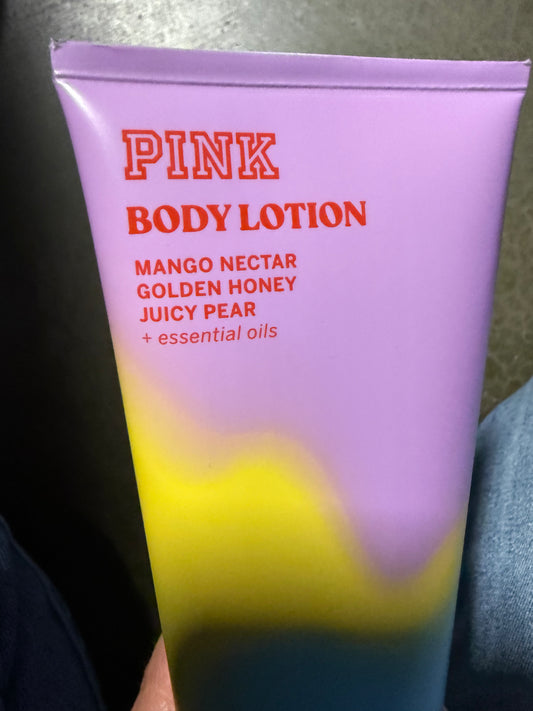 PINK
BODY LOTION
MANGO NECTAR
GOLDEN HONEY
JUICY PEAR
+ essential oils